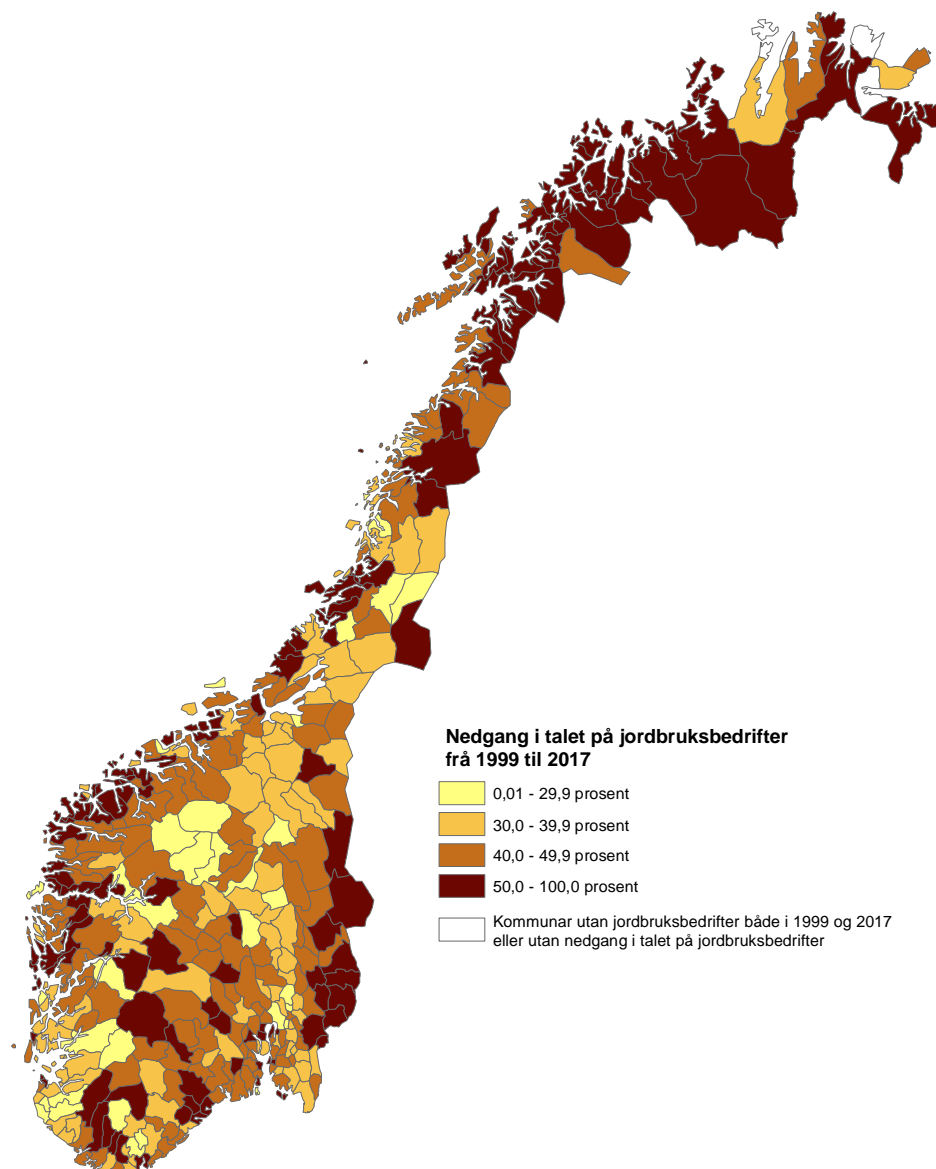 Nedgang i talet på jordbruksbedrifter
frå 1999 til 2017
0,01 - 29,9 prosent
30,0 - 39,9 prosent
40,0 - 49,9 prosent
50,0 - 100,0 prosent
Kommunar utan jordbruksbedrifter både i 1999 og 2017
eller utan nedgang i talet på jordbruksbedrifter